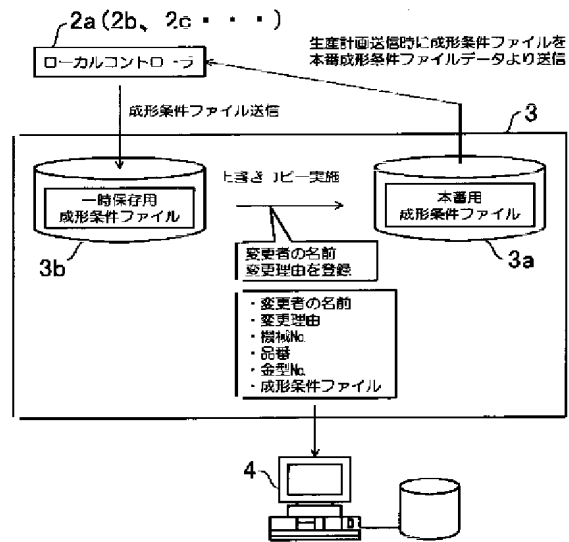 2a(2b、2c・・・・)
ローカルコントローラ
生産計画送信時に成形条件ファイルを
本番成形条件ファイルデータより送信
成形条件ファイル送信
3
一時保存用
成形条件ファイル
3b
上書きコピー実施
本番用
成形条件ファイル
3a
変更者の名前
変更理由を登録
・変更者の名前
・変更理由
・機械No.
・品番
・金型No.
・成形条件ファイル
4